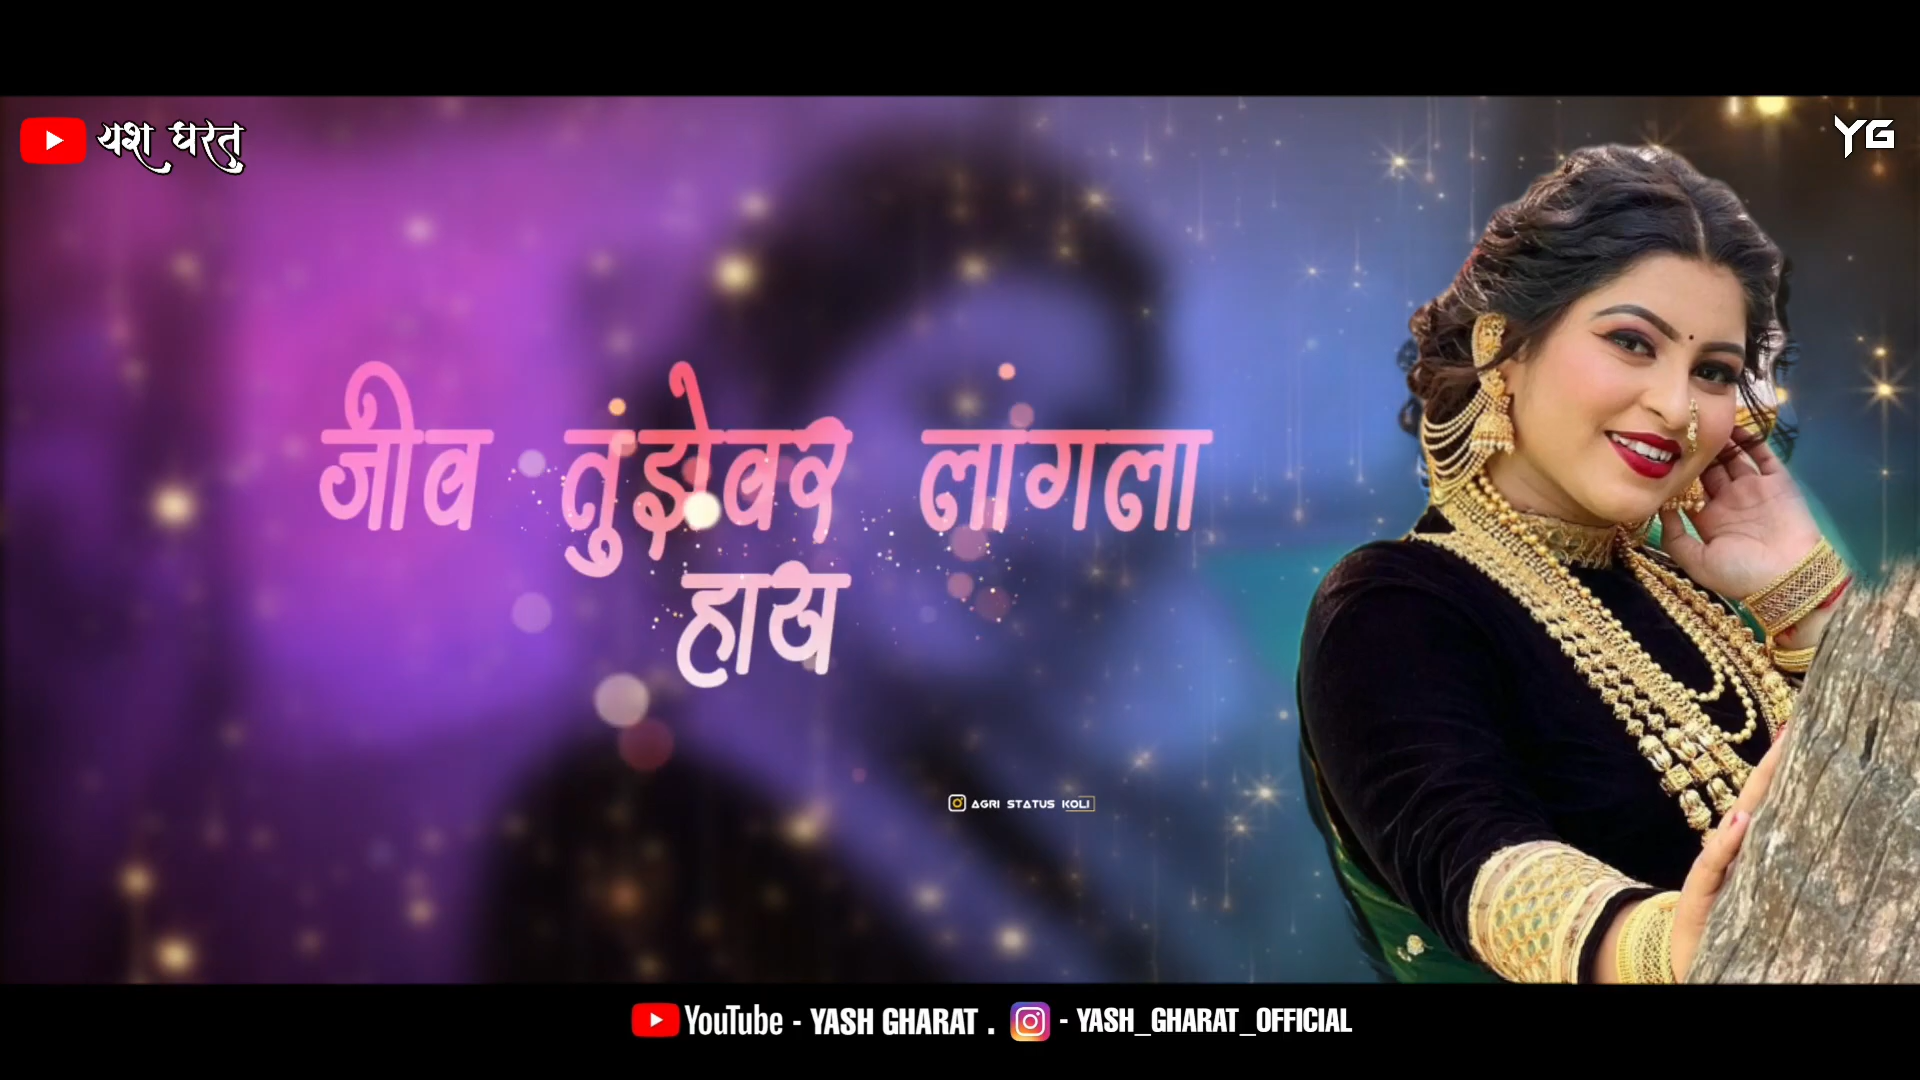 यश घरत
YG
जीव तुझेवर लांगला
हाय
AGRI STATUS KOLI
YouTube - YASH GHARAT . - YASH_GHARAT_OFFICIAL